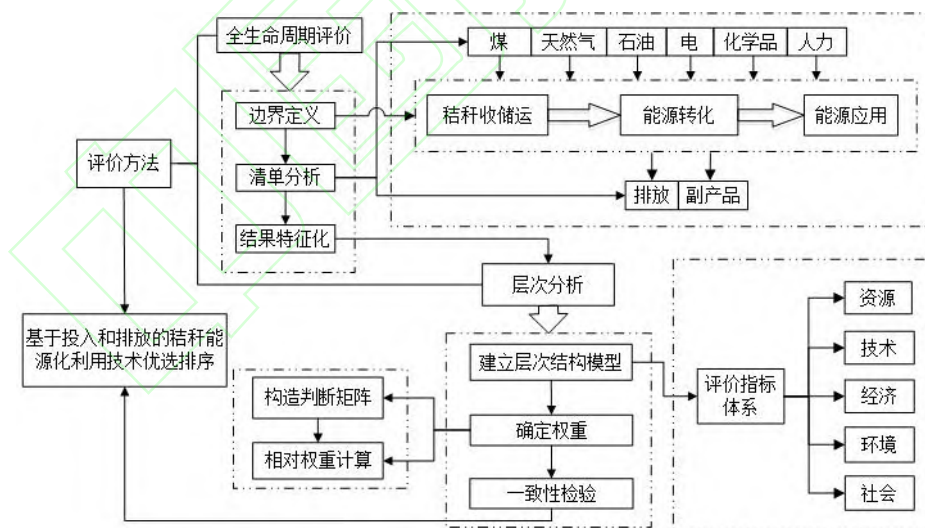 全生命周期评价
煤
天然气
石油
电
化学品
人力
边界定义
秸秆收储运
能源转化
能源应用
评价方法
清单分析
排放
副产品
结果特征化
层次分析
资源
基于投入和排放的秸秆能
源化利用技术优选排序
建立层次结构模型
技术
构造判断矩阵
评价指标
体系
经济
确定权重
相对权重计算
环境
一致性检验
社会